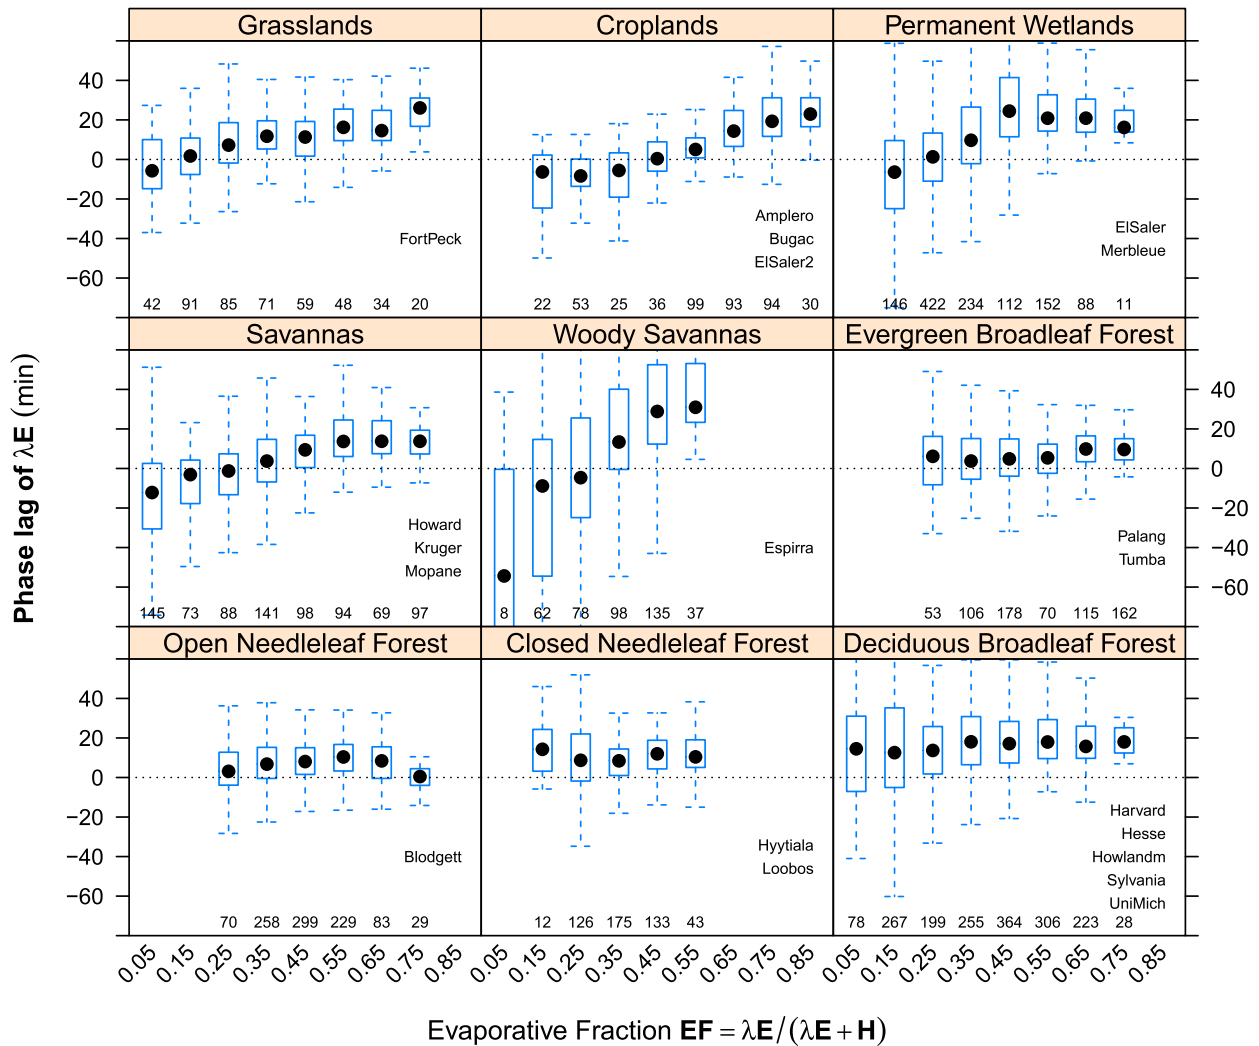 Grasslands Croplands Permanent Wetlands
40
20
0
−20
−40
−60
FortPeck
Amplero
Bugac
ElSaler2
ElSaler
Merbleue
42 91 85 71 59 48 34 20
22 53 25 36 99 93 94 30
146 422 234 112 152 88 11
Savannas Woody Savannas Evergreen Broadleaf Forest
40
20
0
−20
−40
−60
Howard
Kruger
Mopane
Espirra
Palang
Tumba
145 73 88 141 98 94 69 97
8 62 78 98 135 37
53 106 178 70 115 162
Phase lag of λE (min)
Open Needleleaf Forest Closed Needleleaf Forest Deciduous Broadleaf Forest
40
20
0
−20
−40
−60
Blodgett
Hyytiala
Loobos
Harvard
Hesse
Howlandm
Sylvania
UniMich
70 258 299 229 83 29
12 126 175 133 43
78 267 199 255 364 306 223 28
0.05 0.15 0.25 0.35 0.45 0.55 0.65 0.75 0.85
0.05 0.15 0.25 0.35 0.45 0.55 0.65 0.75 0.85
0.05 0.15 0.25 0.35 0.45 0.55 0.65 0.75 0.85
Evaporative Fraction EF = λE/(λE + H)